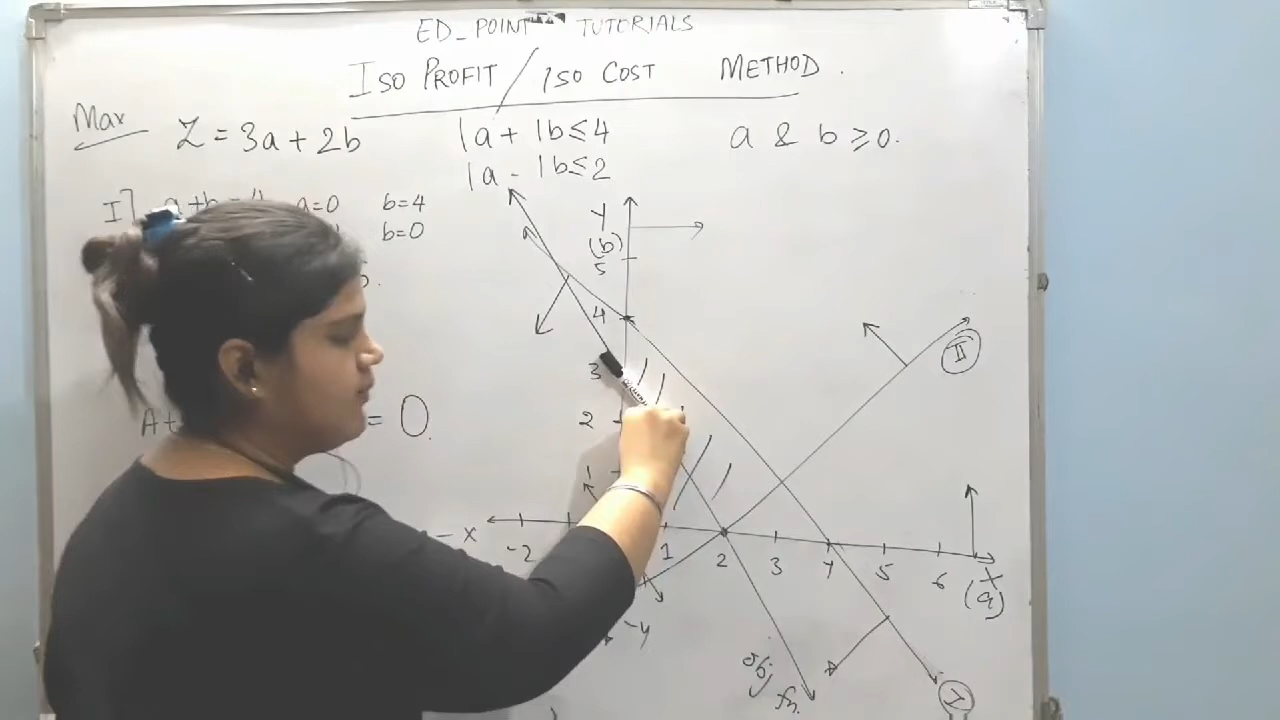 ED_POINT TUTORIALS
ISO PROFIT / ISO COST METHOD.
Max Z = 3a + 2b 1a + 1b ≤ 4 a & b ≥ 0.
1a - 1b ≤ 2
I] a=0 b=4
b=0
Y
(b)
5
4
3
2
1
= 0.
II
- X
-2 1 2 3 4 5 6 X
(a)
-4
obj fn.
I